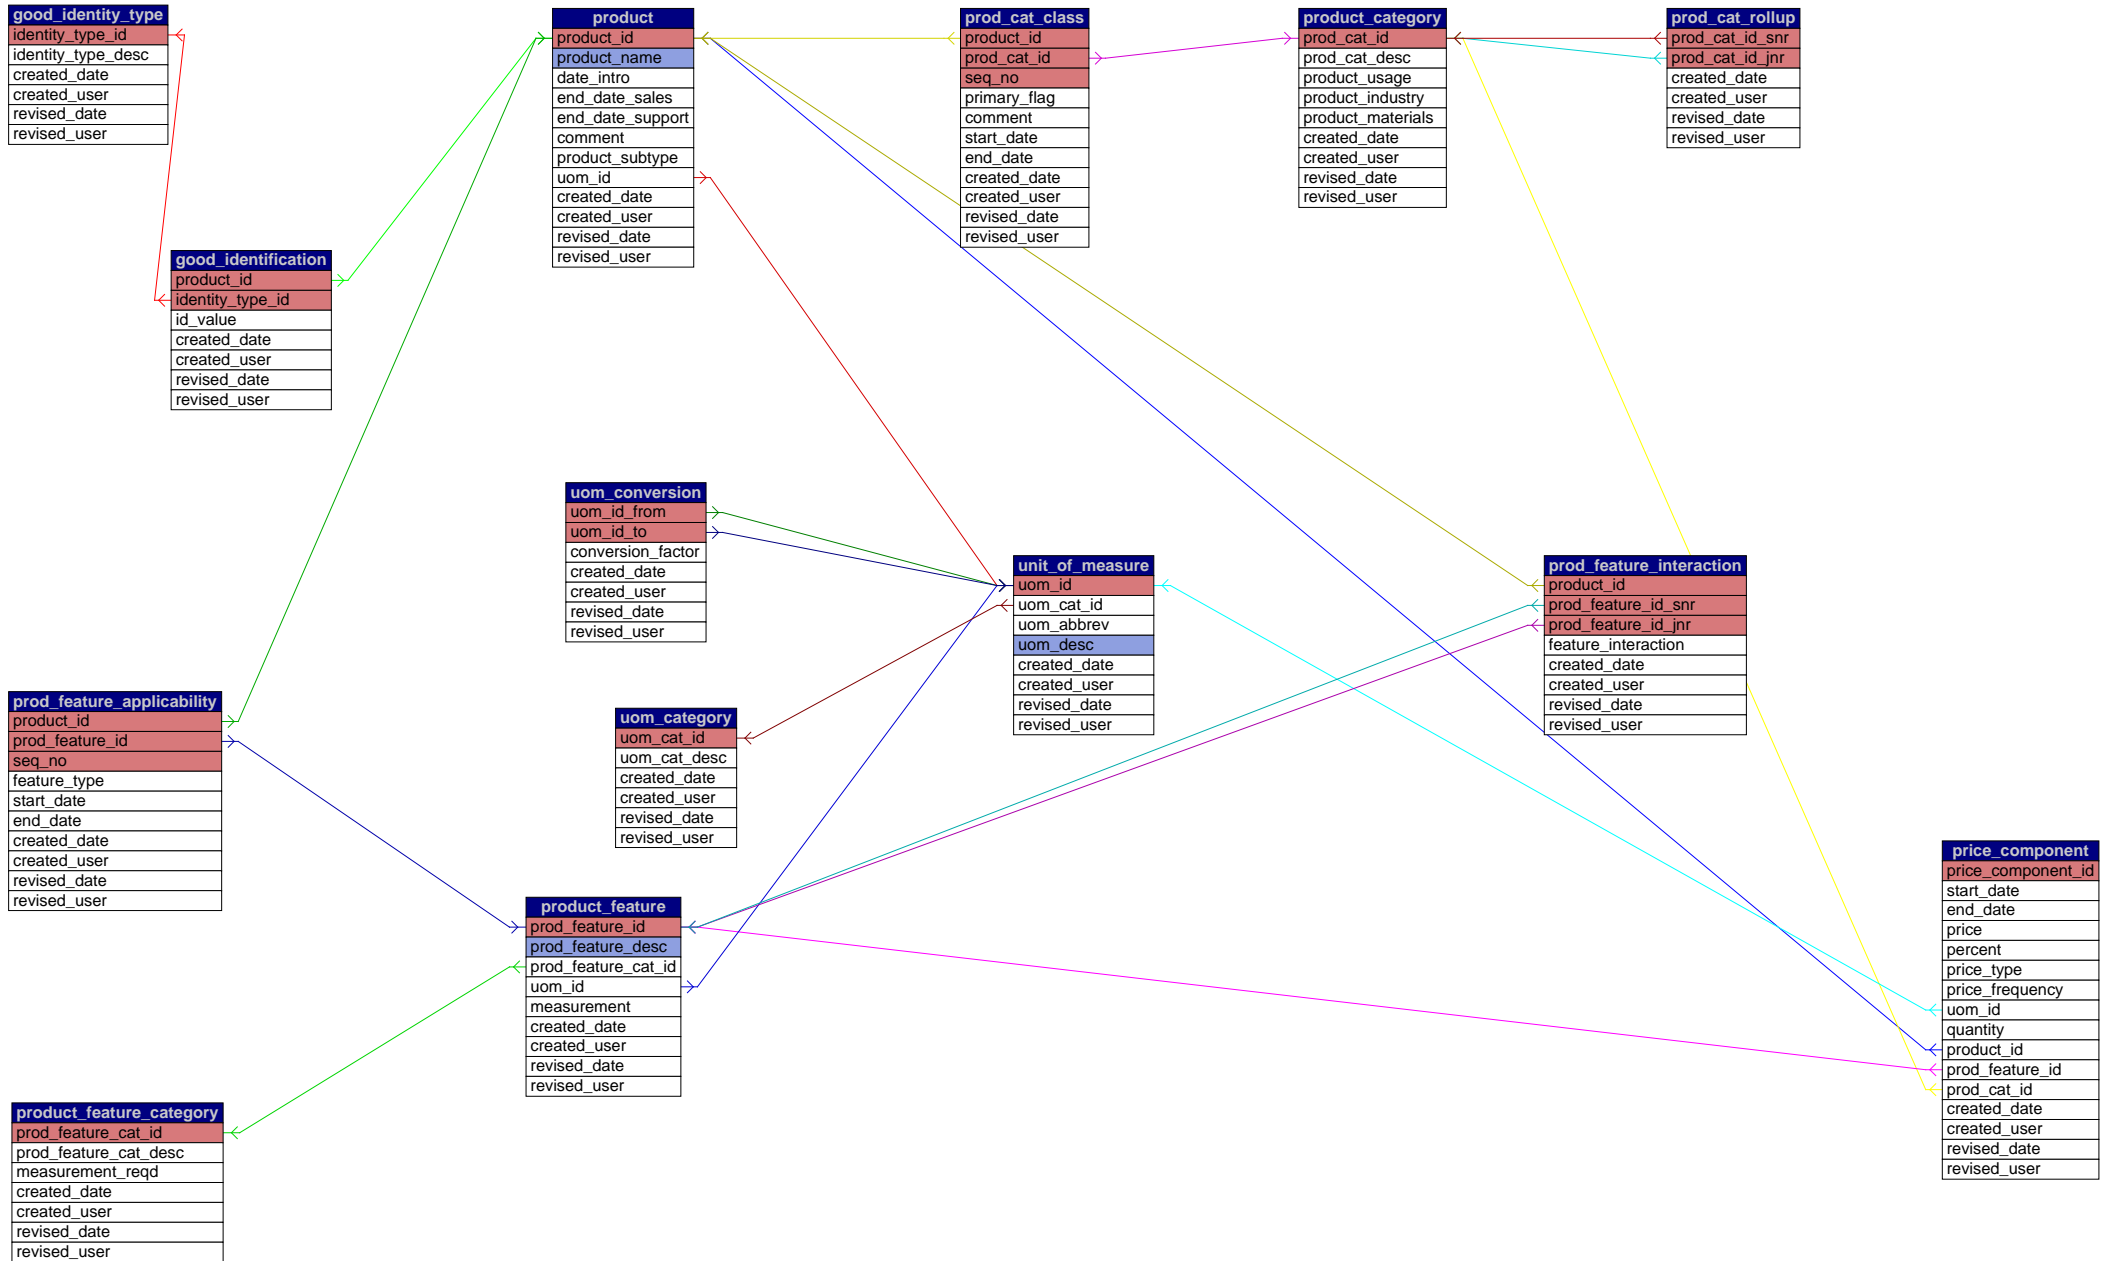 good_identity_type
identity_type_id
identity_type_desc
created_date
created_user
revised_date
revised_user
product
product_id
product_name
date_intro
end_date_sales
end_date_support
comment
product_subtype
uom_id
created_date
created_user
revised_date
revised_user
prod_cat_class
product_id
prod_cat_id
seq_no
primary_flag
comment
start_date
end_date
created_date
created_user
revised_date
revised_user
product_category
prod_cat_id
prod_cat_desc
product_usage
product_industry
product_materials
created_date
created_user
revised_date
revised_user
prod_cat_rollup
prod_cat_id_snr
prod_cat_id_jnr
created_date
created_user
revised_date
revised_user
good_identification
product_id
identity_type_id
id_value
created_date
created_user
revised_date
revised_user
uom_conversion
uom_id_from
uom_id_to
conversion_factor
created_date
created_user
revised_date
revised_user
unit_of_measure
uom_id
uom_cat_id
uom_abbrev
uom_desc
created_date
created_user
revised_date
revised_user
prod_feature_interaction
product_id
prod_feature_id_snr
prod_feature_id_jnr
feature_interaction
created_date
created_user
revised_date
revised_user
prod_feature_applicability
product_id
prod_feature_id
seq_no
feature_type
start_date
end_date
created_date
created_user
revised_date
revised_user
uom_category
uom_cat_id
uom_cat_desc
created_date
created_user
revised_date
revised_user
price_component
price_component_id
start_date
end_date
price
percent
price_type
price_frequency
uom_id
quantity
product_id
prod_feature_id
prod_cat_id
created_date
created_user
revised_date
revised_user
product_feature
prod_feature_id
prod_feature_desc
prod_feature_cat_id
uom_id
measurement
created_date
created_user
revised_date
revised_user
product_feature_category
prod_feature_cat_id
prod_feature_cat_desc
measurement_reqd
created_date
created_user
revised_date
revised_user